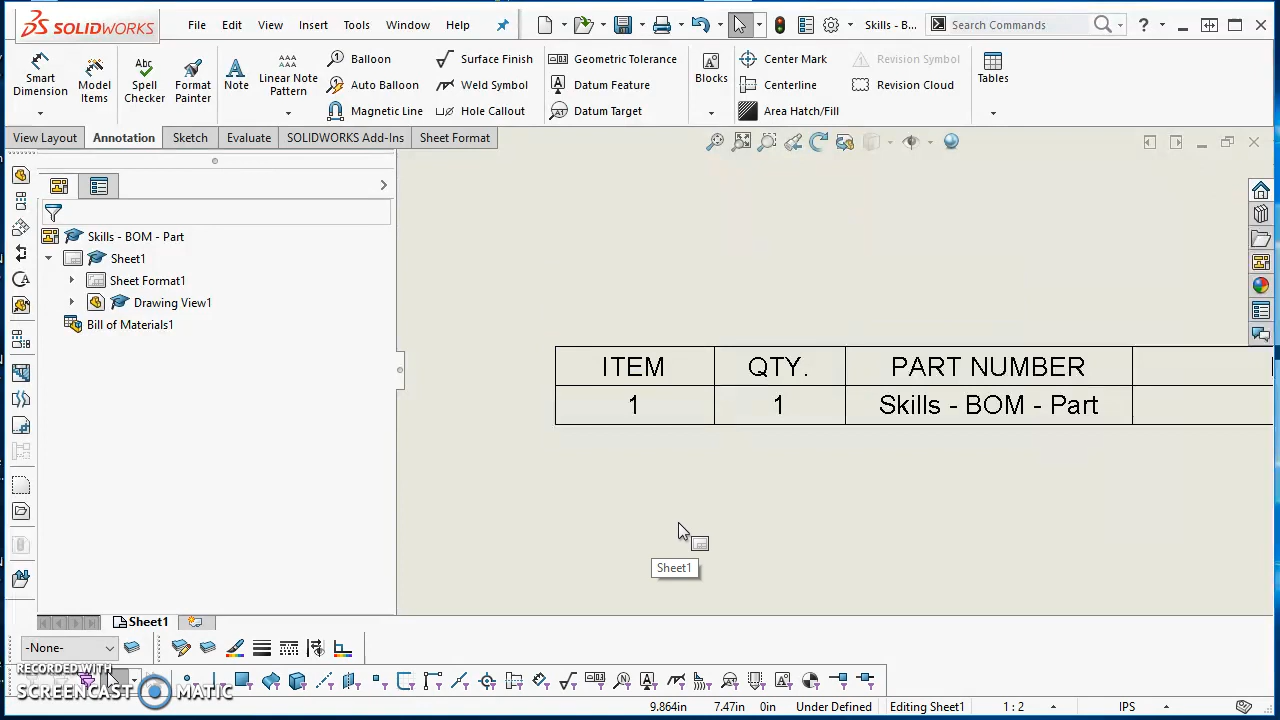 SOLIDWORKS
File Edit View Insert Tools Window Help
Skills - B...
Search Commands
Smart Dimension
Model Items
Abc
Spell Checker
Format Painter
A
Note
AAA
AAA
Linear Note Pattern
1 Balloon
Auto Balloon
Magnetic Line
Surface Finish
Weld Symbol
Hole Callout
Geometric Tolerance
Datum Feature
Datum Target
Blocks
Center Mark
Centerline
Area Hatch/Fill
Revision Symbol
Revision Cloud
Tables
View Layout
Annotation
Sketch
Evaluate
SOLIDWORKS Add-Ins
Sheet Format
Skills - BOM - Part
Sheet1
Sheet Format1
Drawing View1
Bill of Materials1
ITEM QTY. PART NUMBER
1 1 Skills - BOM - Part
Sheet1
Sheet1
-None-
RECORDED WITH
SCREENCAST MATIC
9.864in 7.47in 0in Under Defined Editing Sheet1 1 : 2 IPS